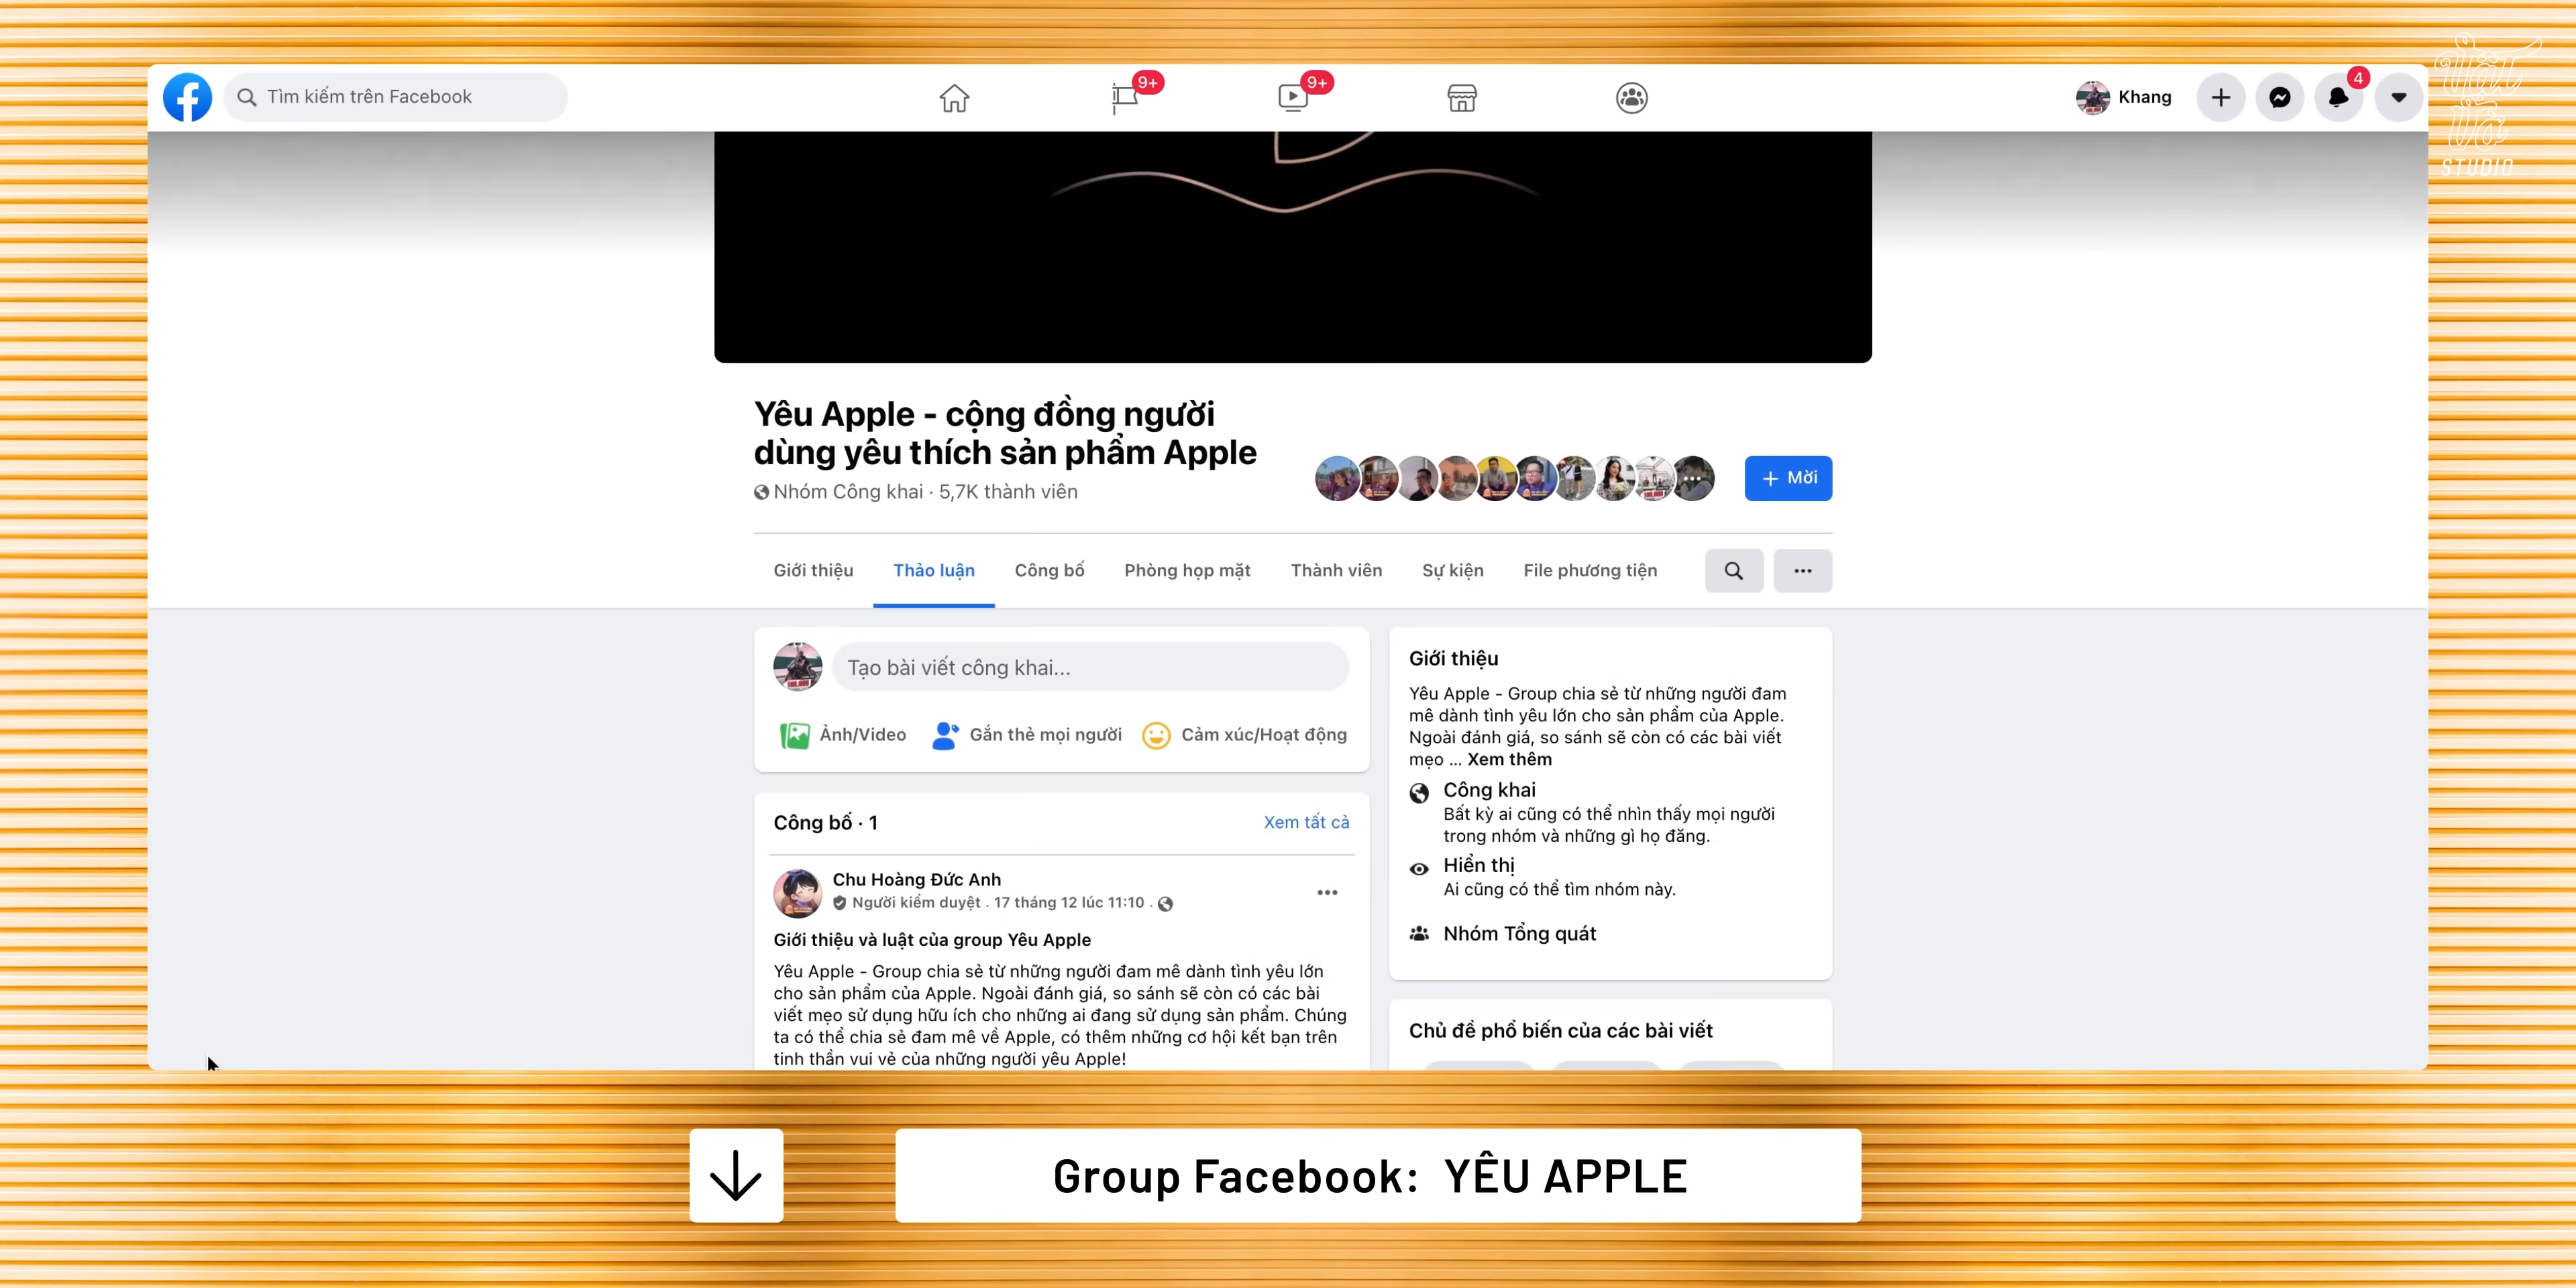 Tìm kiếm trên Facebook
9+
9+
Khang
4
Vật
Vờ
STUDIO
Yêu Apple - cộng đồng người
dùng yêu thích sản phẩm Apple
Nhóm Công khai · 5,7K thành viên
+ Mời
Giới thiệu
Thảo luận
Công bố
Phòng họp mặt
Thành viên
Sự kiện
File phương tiện
Tạo bài viết công khai...
Ảnh/Video
Gắn thẻ mọi người
Cảm xúc/Hoạt động
Công bố · 1
Xem tất cả
Chu Hoàng Đức Anh
Người kiểm duyệt · 17 tháng 12 lúc 11:10 ·
Giới thiệu và luật của group Yêu Apple
Yêu Apple - Group chia sẻ từ những người đam mê dành tình yêu lớn
cho sản phẩm của Apple. Ngoài đánh giá, so sánh sẽ còn có các bài
viết mẹo sử dụng hữu ích cho những ai đang sử dụng sản phẩm. Chúng
ta có thể chia sẻ đam mê về Apple, có thêm những cơ hội kết bạn trên
tinh thần vui vẻ của những người yêu Apple!
Giới thiệu
Yêu Apple - Group chia sẻ từ những người đam
mê dành tình yêu lớn cho sản phẩm của Apple.
Ngoài đánh giá, so sánh sẽ còn có các bài viết
mẹo ... Xem thêm
Công khai
Bất kỳ ai cũng có thể nhìn thấy mọi người
trong nhóm và những gì họ đăng.
Hiển thị
Ai cũng có thể tìm nhóm này.
Nhóm Tổng quát
Chủ đề phổ biến của các bài viết
Group Facebook: YÊU APPLE